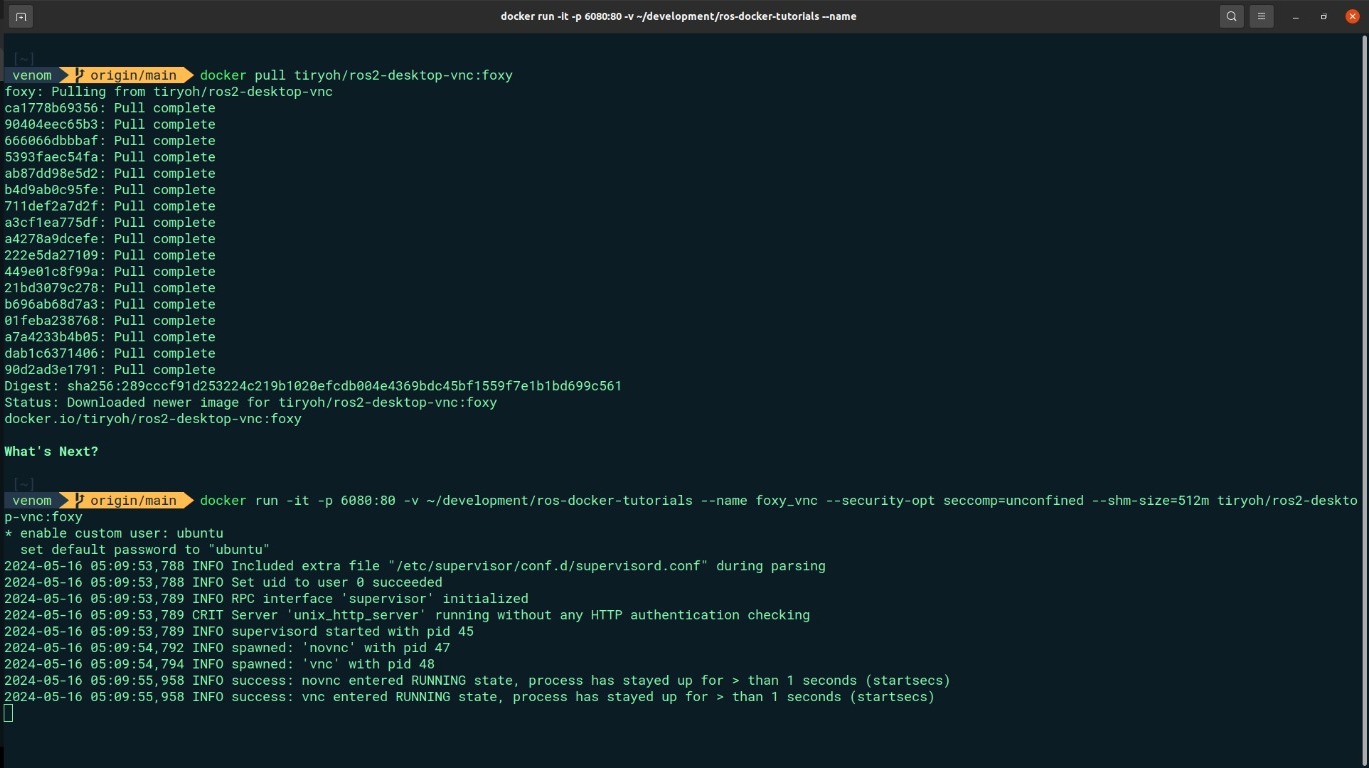 docker run -it -p 6080:80 -v ~/development/ros-docker-tutorials --name
[~]
venom origin/main docker pull tiryoh/ros2-desktop-vnc:foxy
foxy: Pulling from tiryoh/ros2-desktop-vnc
ca1778b69356: Pull complete
90404eec65b3: Pull complete
666066dbbbaf: Pull complete
5393faec54fa: Pull complete
ab87dd98e5d2: Pull complete
b4d9ab0c95fe: Pull complete
711def2a7d2f: Pull complete
a3cf1ea775df: Pull complete
a4278a9dcefe: Pull complete
222e5da27109: Pull complete
449e01c8f99a: Pull complete
21bd3079c278: Pull complete
b696ab68d7a3: Pull complete
01feba238768: Pull complete
a7a4233b4b05: Pull complete
dab1c6371406: Pull complete
90d2ad3e1791: Pull complete
Digest: sha256:289cccf91d253224c219b1020efcdb004e4369bdc45bf1559f7e1b1bd699c561
Status: Downloaded newer image for tiryoh/ros2-desktop-vnc:foxy
docker.io/tiryoh/ros2-desktop-vnc:foxy
What's Next?
[~]
venom origin/main docker run -it -p 6080:80 -v ~/development/ros-docker-tutorials --name foxy_vnc --security-opt seccomp=unconfined --shm-size=512m tiryoh/ros2-deskto
p-vnc:foxy
* enable custom user: ubuntu
  set default password to "ubuntu"
2024-05-16 05:09:53,788 INFO Included extra file "/etc/supervisor/conf.d/supervisord.conf" during parsing
2024-05-16 05:09:53,788 INFO Set uid to user 0 succeeded
2024-05-16 05:09:53,789 INFO RPC interface 'supervisor' initialized
2024-05-16 05:09:53,789 CRIT Server 'unix_http_server' running without any HTTP authentication checking
2024-05-16 05:09:53,789 INFO supervisord started with pid 45
2024-05-16 05:09:54,792 INFO spawned: 'novnc' with pid 47
2024-05-16 05:09:54,794 INFO spawned: 'vnc' with pid 48
2024-05-16 05:09:55,958 INFO success: novnc entered RUNNING state, process has stayed up for > than 1 seconds (startsecs)
2024-05-16 05:09:55,958 INFO success: vnc entered RUNNING state, process has stayed up for > than 1 seconds (startsecs)